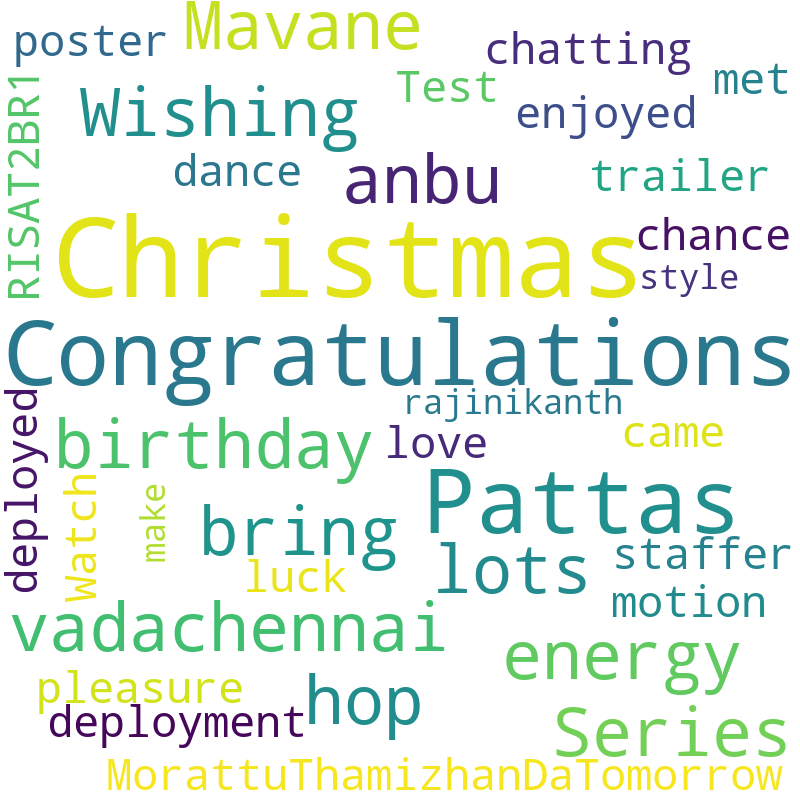 poster
Mavane
chatting
met
Test
Wishing
enjoyed
RISAT2BR1
dance
anbu
trailer
Christmas
chance
style
Congratulations
rajinikanth
deployed
birthday
love
came
Watch
make
bring
Pattas
lots
staffer
luck
motion
vadachennai
energy
pleasure
deployment
hop
Series
MorattuThamizhanDaTomorrow